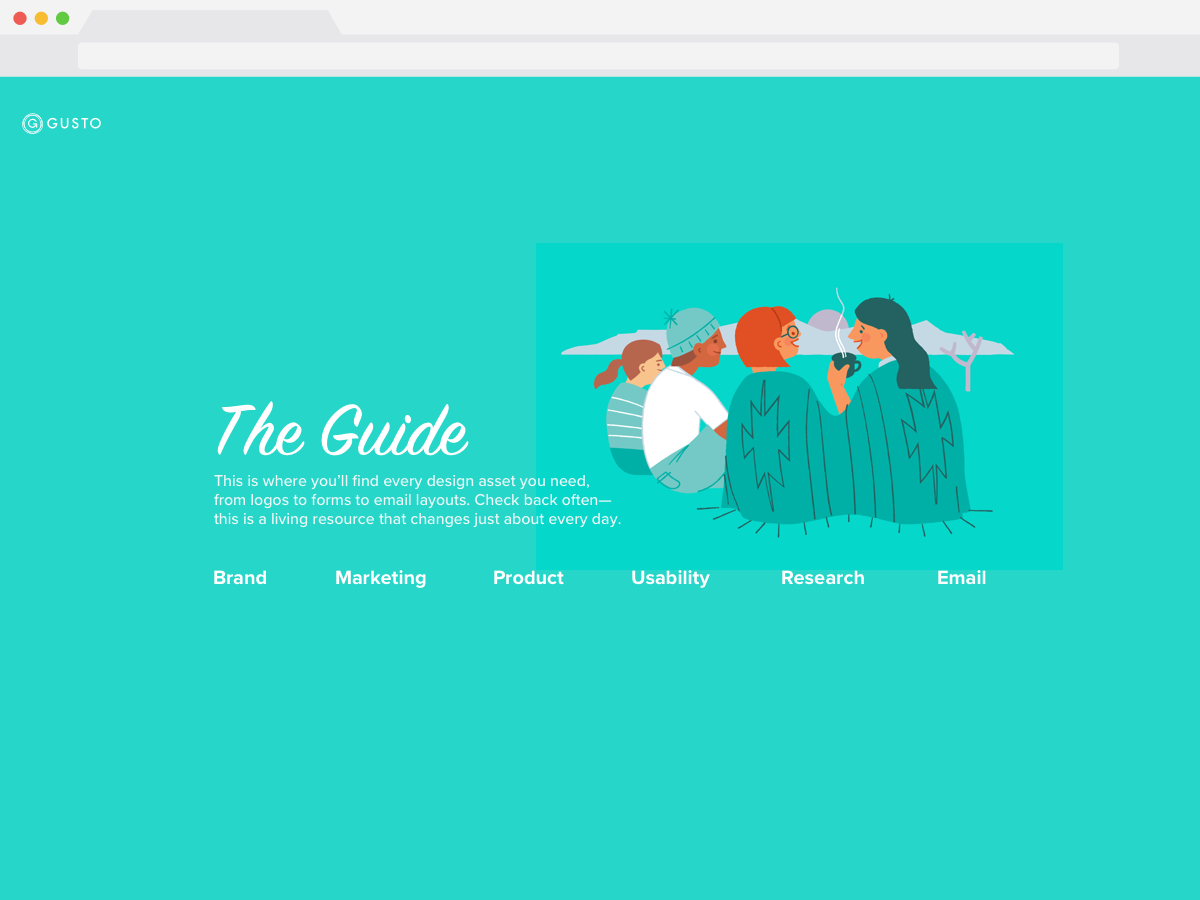 GUSTO
The Guide
This is where you'll find every design asset you need,
from logos to forms to email layouts. Check back often—
this is a living resource that changes just about every day.
Brand Marketing Product Usability Research Email